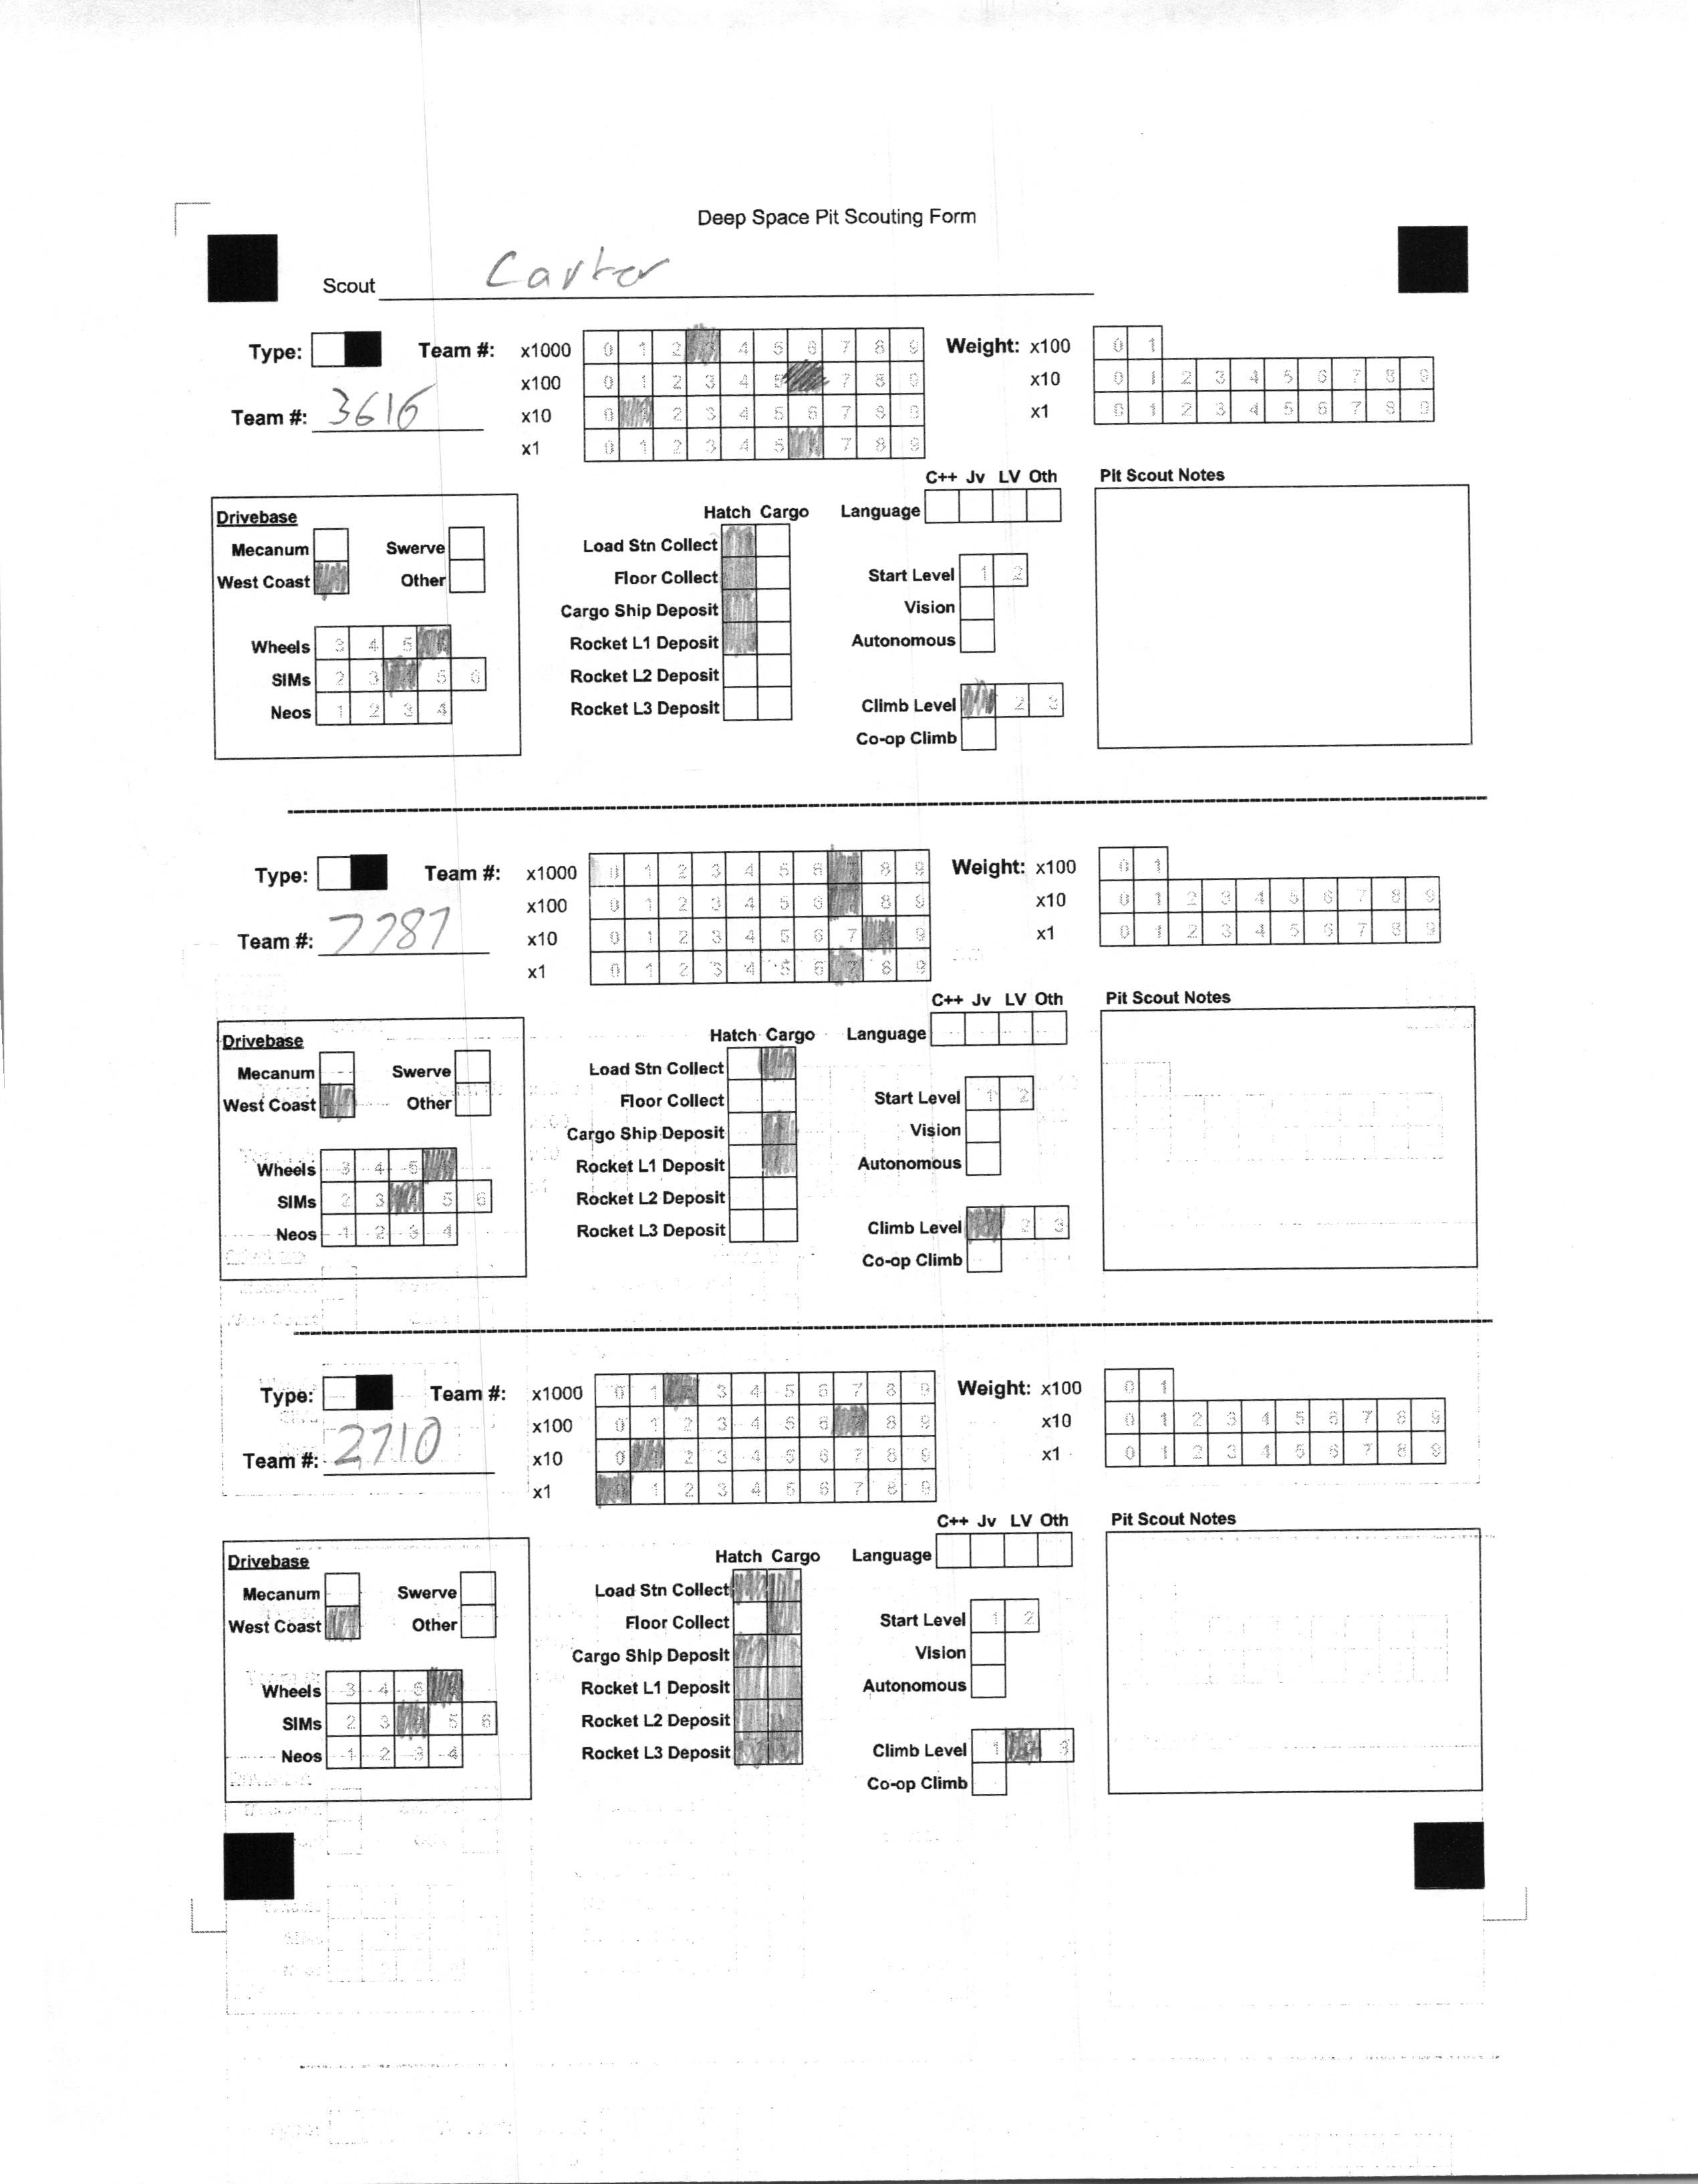 Deep Space Pit Scouting Form
Scout Carter
Type: Team #: x1000 0 1 2 4 5 6 7 8 9 Weight: x100 0 1
x100 0 1 2 3 4 5 7 8 9 x10 0 1 2 3 4 5 6 7 8 9
Team #: 3616 x10 0 2 3 4 5 6 7 8 9 x1 0 1 2 3 4 5 6 7 8 9
x1 0 1 2 3 4 5 7 8 9
C++ Jv LV Oth Pit Scout Notes
Drivebase Hatch Cargo Language
Mecanum Swerve Load Stn Collect
West Coast Other Floor Collect Start Level 1 2
Cargo Ship Deposit Vision
Wheels 3 4 5 Rocket L1 Deposit Autonomous
SIMs 2 3 5 6 Rocket L2 Deposit
Neos 1 2 3 4 Rocket L3 Deposit Climb Level 2 3
Co-op Climb
Type: Team #: x1000 0 1 2 3 4 5 6 8 9 Weight: x100 0 1
x100 0 1 2 3 4 5 6 8 9 x10 0 1 2 3 4 5 6 7 8 9
Team #: 7787 x10 0 1 2 3 4 5 6 7 9 x1 0 1 2 3 4 5 6 7 8 9
x1 0 1 2 3 4 5 6 7 8 9
C++ Jv LV Oth Pit Scout Notes
Drivebase Hatch Cargo Language
Mecanum Swerve Load Stn Collect
West Coast Other Floor Collect Start Level 1 2
Cargo Ship Deposit Vision
Wheels 3 4 5 Rocket L1 Deposit Autonomous
SIMs 2 3 5 6 Rocket L2 Deposit
Neos 1 2 3 4 Rocket L3 Deposit Climb Level 2 3
Co-op Climb
Type: Team #: x1000 0 1 3 4 5 6 7 8 9 Weight: x100 0 1
x100 0 1 2 3 4 5 6 8 9 x10 0 1 2 3 4 5 6 7 8 9
Team #: 2710 x10 0 2 3 4 5 6 7 8 9 x1 0 1 2 3 4 5 6 7 8 9
x1 1 2 3 4 5 6 7 8 9
C++ Jv LV Oth Pit Scout Notes
Drivebase Hatch Cargo Language
Mecanum Swerve Load Stn Collect
West Coast Other Floor Collect Start Level 1 2
Cargo Ship Deposit Vision
Wheels 3 4 5 Rocket L1 Deposit Autonomous
SIMs 2 3 5 6 Rocket L2 Deposit
Neos 1 2 3 4 Rocket L3 Deposit Climb Level 1 3
Co-op Climb